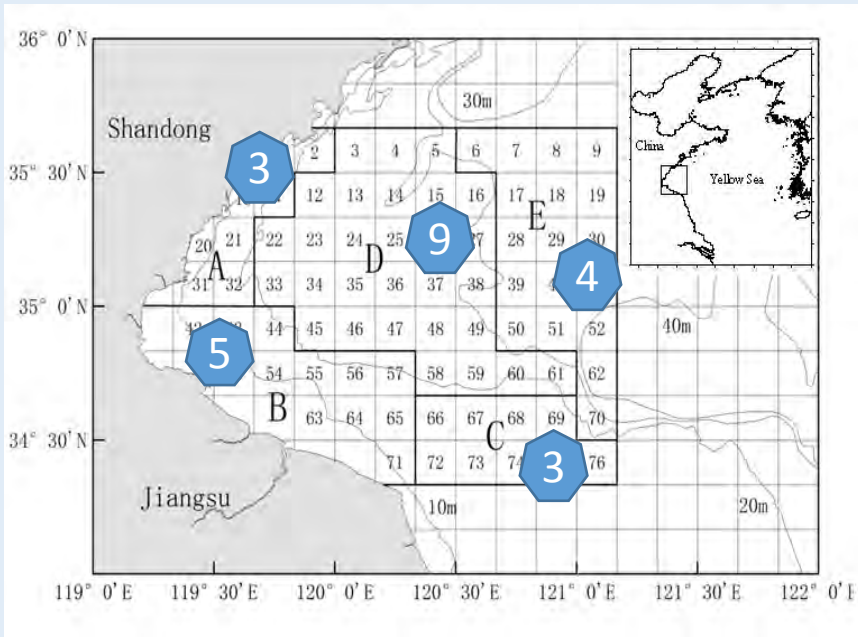 36° 0'N
30m
Shandong
China
Yellow Sea
2 3 4 5 6 7 8 9
3
35° 30'N
12 13 14 15 16 17 18 19
E
9
20 21 22 23 24 25 27 28 29 30
A
D
4
31 32 33 34 35 36 37 38 39
35° 0'N
40m
44 45 46 47 48 49 50 51 52
5
54 55 56 57 58 59 60 61 62
B
63 64 65 66 67 68 69 70
C
34° 30'N
3
71 72 73 74 76
Jiangsu
10m
20m
119° 0'E 119° 30'E 120° 0'E 120° 30'E 121° 0'E 121° 30'E 122° 0'E